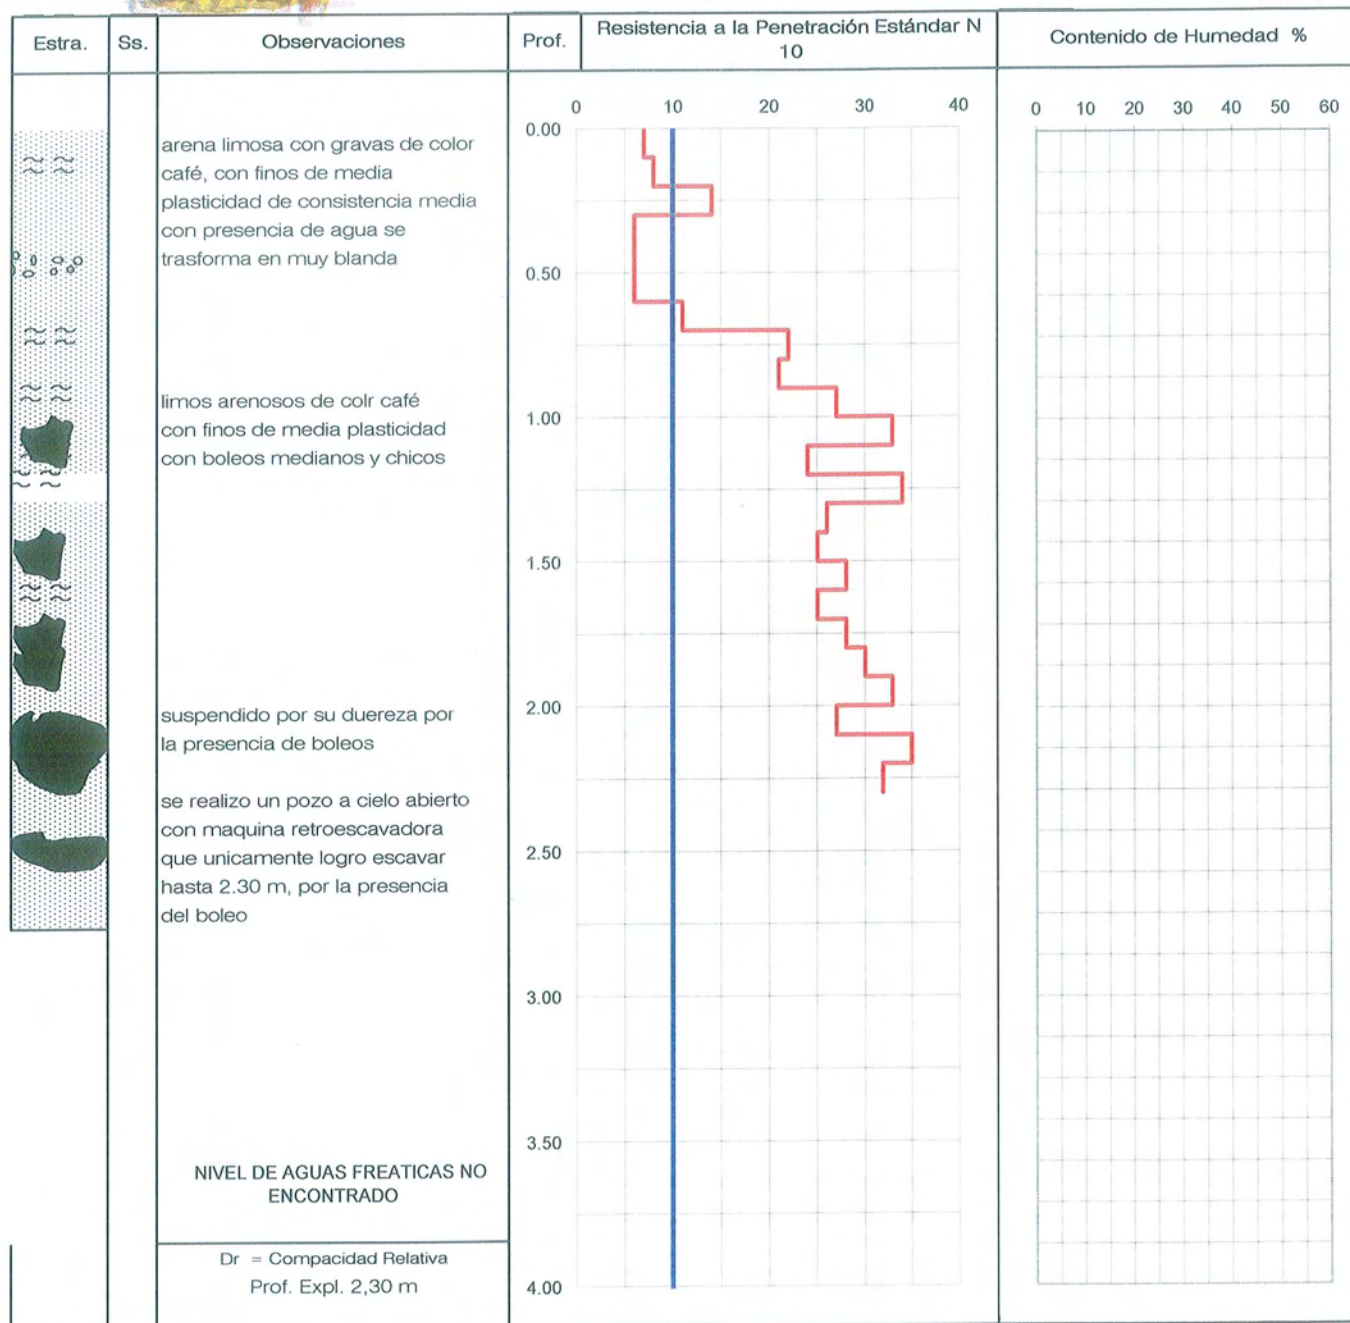 Estra.
Ss.
Observaciones
Prof.
Resistencia a la Penetración Estándar N
10
Contenido de Humedad %
0 10 20 30 40
0 10 20 30 40 50 60
0.00
0.50
1.00
1.50
2.00
2.50
3.00
3.50
4.00
arena limosa con gravas de color
café, con finos de media
plasticidad de consistencia media
con presencia de agua se
trasforma en muy blanda
limos arenosos de colr café
con finos de media plasticidad
con boleos medianos y chicos
suspendido por su duereza por
la presencia de boleos
se realizo un pozo a cielo abierto
con maquina retroescavadora
que unicamente logro escavar
hasta 2.30 m, por la presencia
del boleo
NIVEL DE AGUAS FREATICAS NO
ENCONTRADO
Dr = Compacidad Relativa
Prof. Expl. 2,30 m